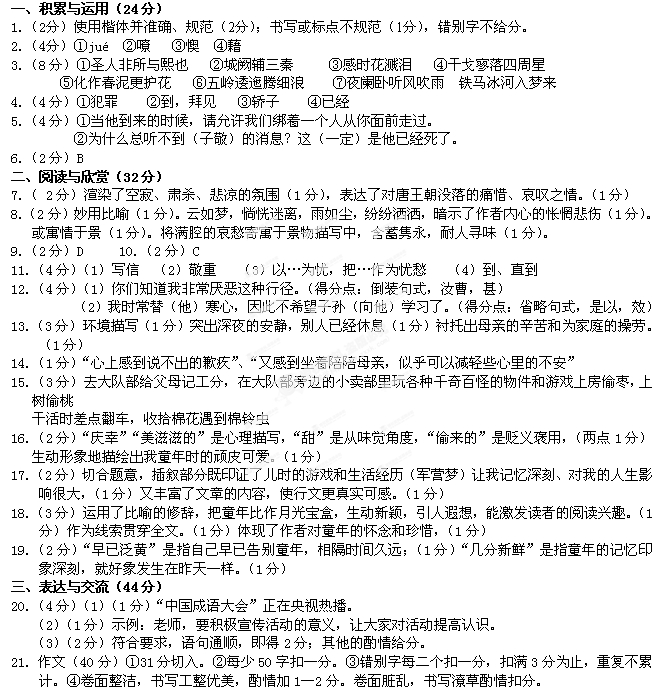 一、积累与运用(24分)
1.(2分)使用楷体并准确、规范(2分);书写或标点不规范(1分),错别字不给分。
2.(4分)①jué ②嘹 ③懊 ④藉
3.(8分)①圣人非所与熙也 ②城阙辅三秦 ③感时花溅泪 ④干戈寥落四周星
⑤化作春泥更护花 ⑥五岭逶迤腾细浪 ⑦夜阑卧听风吹雨 铁马冰河入梦来
4.(4分)①犯罪 ②到,拜见 ③轿子 ④已经
5.(4分)①当他到来的时候,请允许我们绑着一个人从你面前走过。
②为什么总听不到(子敬)的消息?这(一定)是他已经死了。
6.(2分)B
二、阅读与欣赏(32分)
7.( 2分)渲染了空寂、肃杀、悲凉的氛围(1分),表达了对唐王朝没落的痛惜、哀叹之情。(1分)
8.(2分)妙用比喻(1分)。云如梦,惝恍迷离,雨如尘,纷纷洒洒,暗示了作者内心的怅惘悲伤(1分)。
或寓情于景(1分)。将满腔的哀愁寄寓于景物描写中,含蓄隽永,耐人寻味(1分)。
9.(2分)D 10.(2分)C
11.(4分)(1)写信 (2)敬重 (3)以…为忧,把…作为忧愁 (4)到、直到
12.(4分)(1)你们知道我非常厌恶这种行径。(得分点:倒装句式,汝曹,甚)
(2)我时常替(他)寒心,因此不希望子孙(向他)学习了。(得分点:省略句式,是以,效)
13.(3分)环境描写(1分)突出深夜的安静,别人已经休息(1分)衬托出母亲的辛苦和为家庭的操劳。
(1分)
14.(1分)“心上感到说不出的歉疚”、“又感到坐着陪陪母亲,似乎可以减轻些心里的不安”
15.(3分)去大队部给父母记工分,在大队部旁边的小卖部里玩各种千奇百怪的物件和游戏上房偷枣,上
树偷桃
干活时差点翻车,收拾棉花遇到棉铃虫
16.(2分)“庆幸”“美滋滋的”是心理描写,“甜”是从味觉角度,“偷来的”是贬义褒用,(两点1分)
生动形象地描绘出我童年时的顽皮可爱。(1分)
17.(2分)切合题意,插叙部分既印证了儿时的游戏和生活经历(军营梦)让我记忆深刻、对我的人生影
响很大,(1分)又丰富了文章的内容,使行文更真实可感。(1分)
18.(3分)运用了比喻的修辞,把童年比作月光宝盒,生动新颖,引人遐想,能激发读者的阅读兴趣。(1
分)作为线索贯穿全文。(1分)体现了作者对童年的怀念和珍惜,(1分)
19.(2分)“早已泛黄”是指自己早已告别童年,相隔时间久远;(1分)“几分新鲜”是指童年的记忆印
象深刻,就好象发生在昨天一样。(1分)
三、表达与交流(44分)
20.(4分)(1)(1分)“中国成语大会”正在央视热播。
(2)(1分)示例:老师,要积极宣传活动的意义,让大家对活动提高认识。
(3)(2分)符合要求,语句通顺,即得2分;其他的酌情给分。
21.作文(40分)①31分切入。②每少50字扣一分。③错别字每二个扣一分,扣满3分为止,重复不累
计。④卷面整洁,书写工整优美,酌情加1—2分。卷面脏乱,书写潦草酌情扣分。